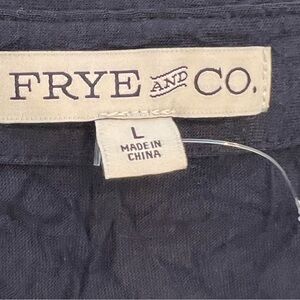 FRYE AND CO.
L
MADE IN
CHINA